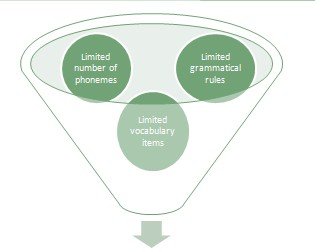 Limited
number of
phonemes
Limited
grammatical
rules
Limited
vocabulary
items